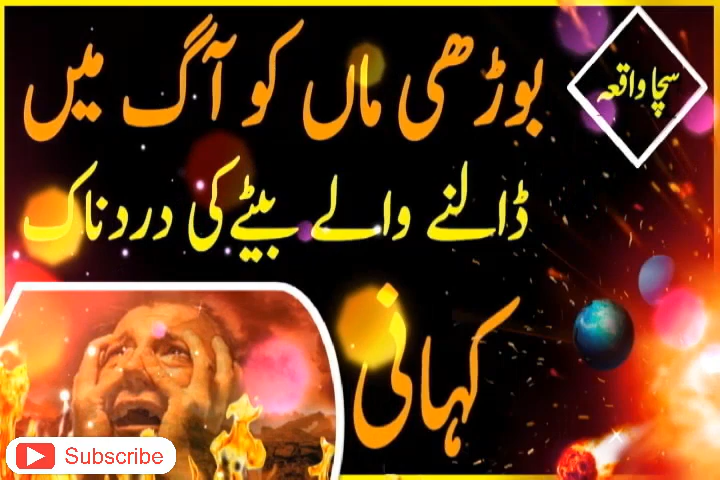 سچا واقعہ
بوڑھی ماں کو آگ میں
ڈالنے والے بیٹے کی دردناک
کہانی
Subscribe